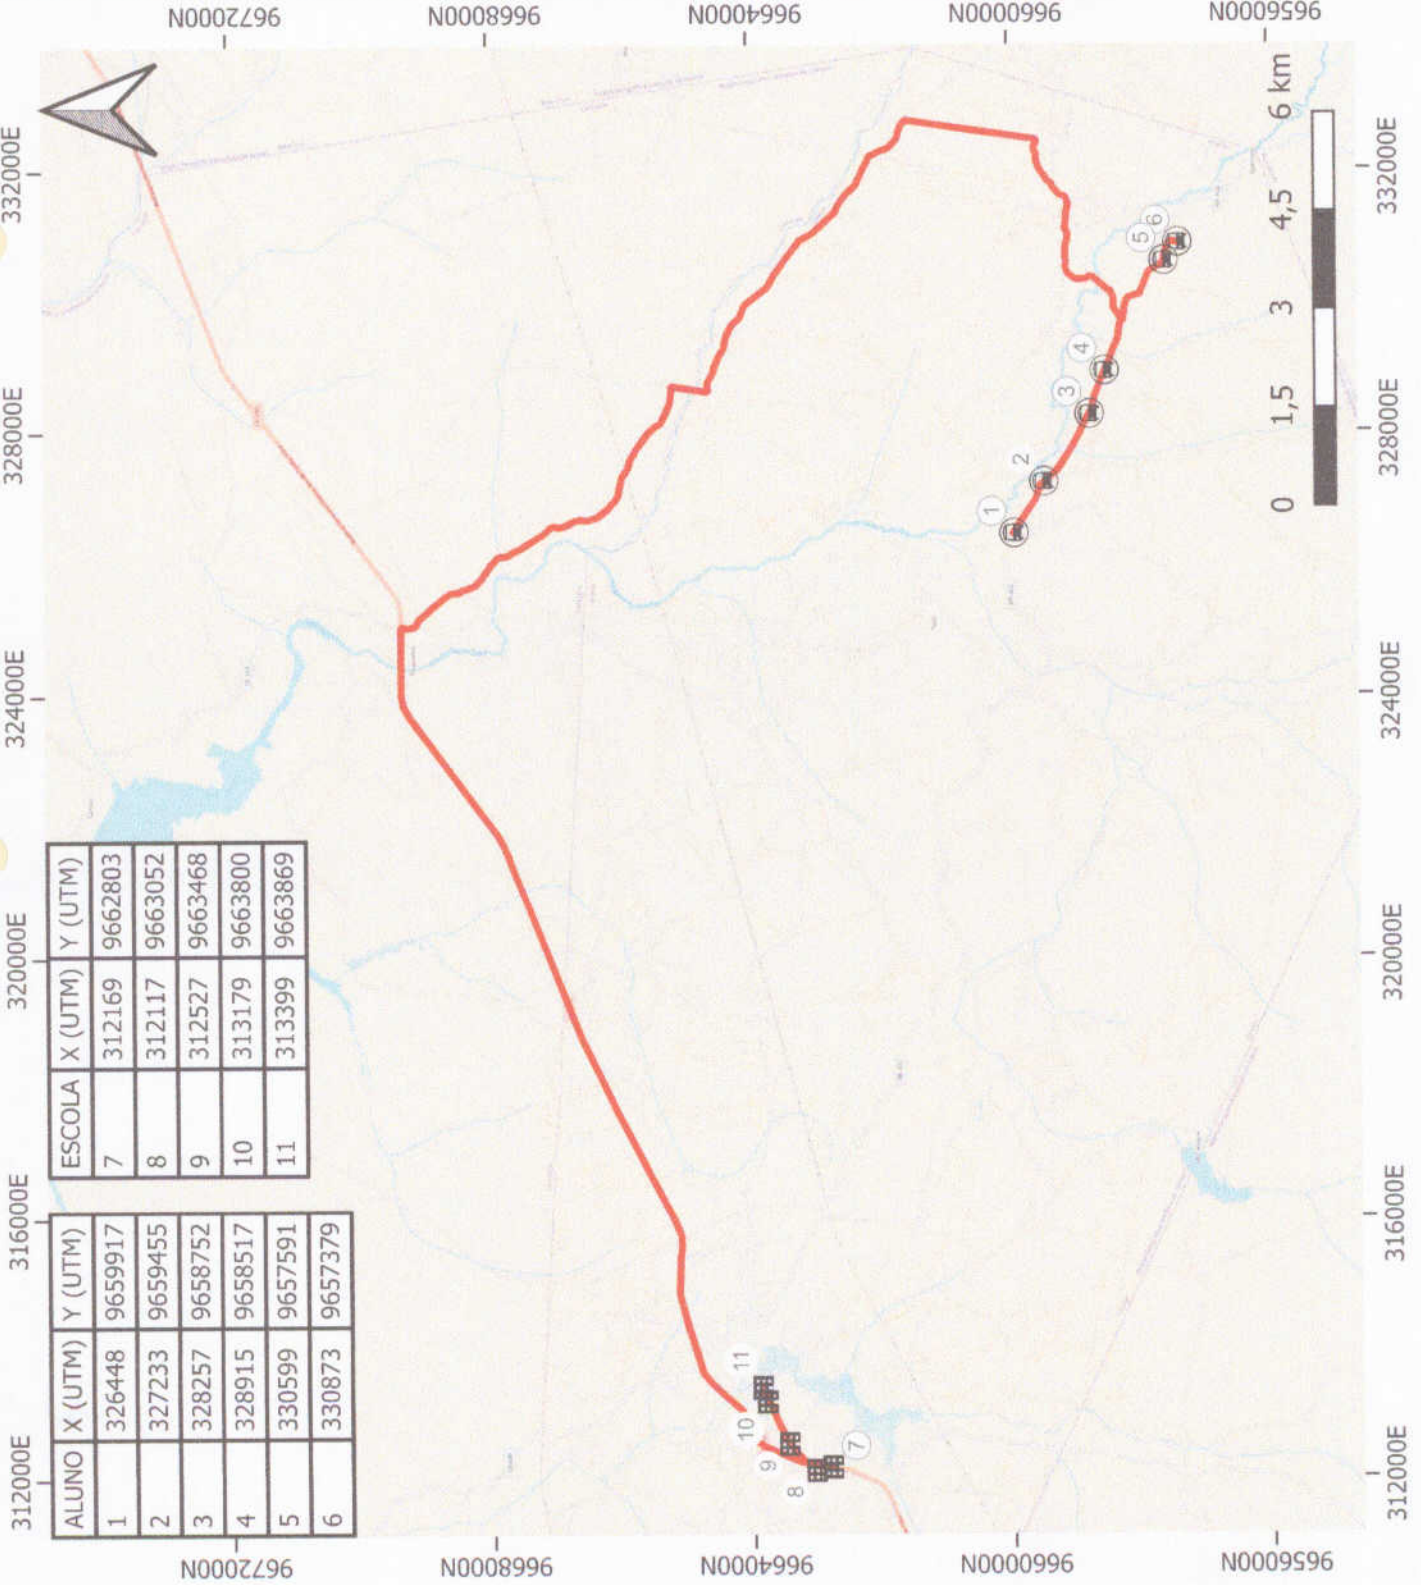 332000E
328000E
324000E
320000E
316000E
312000E
9672000N
9668000N
9664000N
9660000N
9656000N
ALUNO X (UTM) Y (UTM)
1 326448 9659917
2 327233 9659455
3 328257 9658752
4 328915 9658517
5 330599 9657591
6 330873 9657379
ESCOLA X (UTM) Y (UTM)
7 312169 9662803
8 312117 9663052
9 312527 9663468
10 313179 9663800
11 313399 9663869
1
2
3
4
5
6
7
8
9
10
11
0 1,5 3 4,5 6 km
9672000N
9668000N
9664000N
9660000N
9656000N
332000E
328000E
324000E
320000E
316000E
312000E